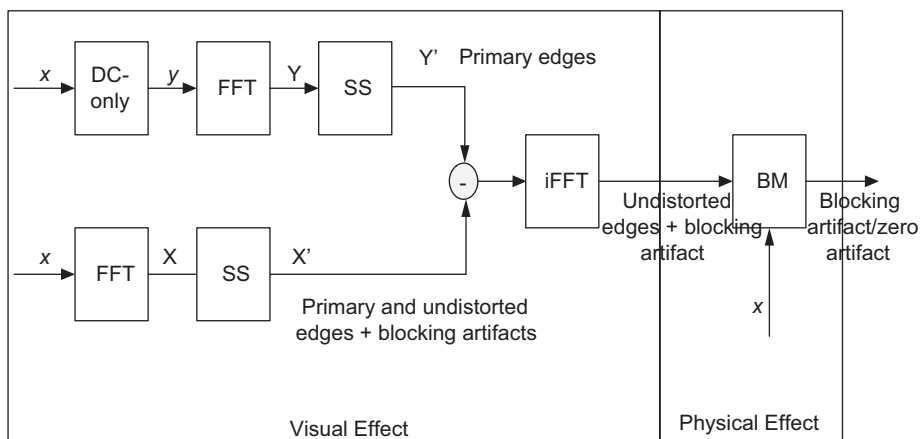 x
DC-
only
y
FFT
Y
SS
Y’
Primary edges
-
iFFT
Undistorted
edges + blocking
artifact
BM
Blocking
artifact/zero
artifact
x
x
FFT
X
SS
X’
Primary and undistorted
edges + blocking artifacts
Visual Effect
Physical Effect